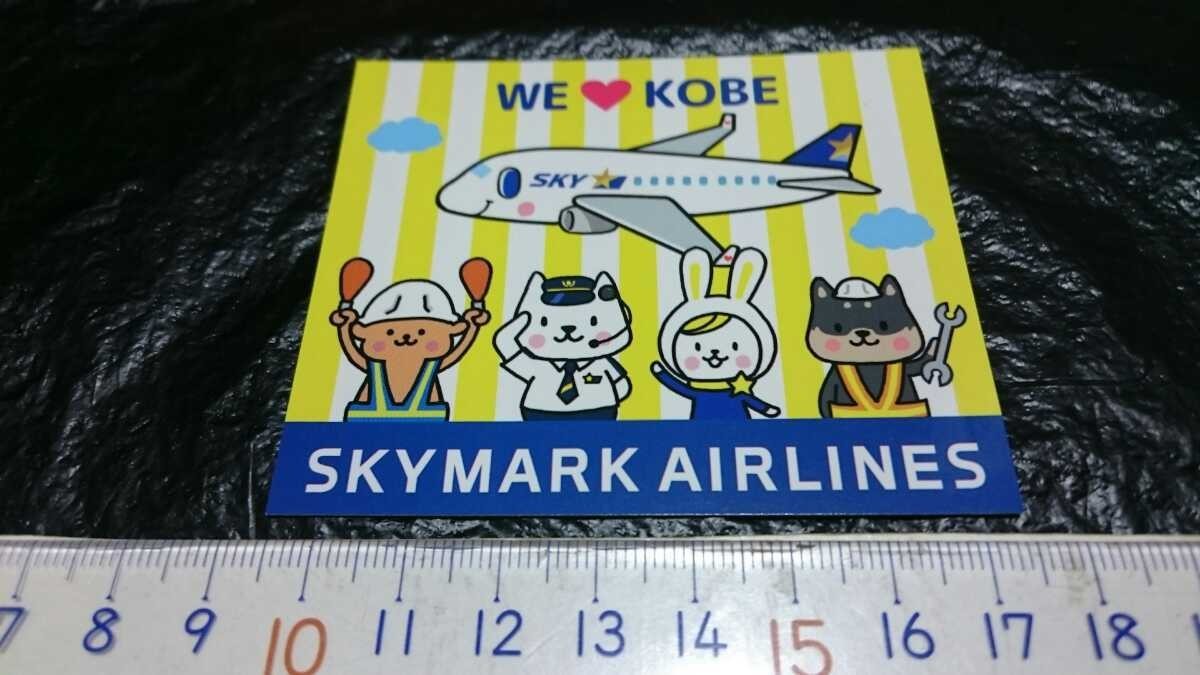 WE ❤ KOBE
SKY
SKYMARK AIRLINES
7 8 9 10 11 12 13 14 15 16 17 18